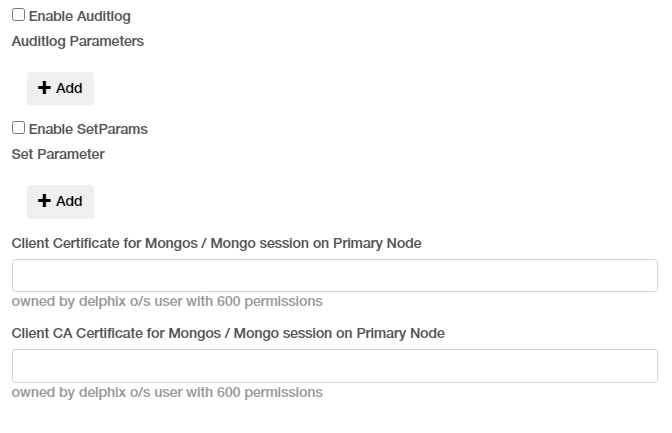 Enable Auditlog
Auditlog Parameters
+ Add
Enable SetParams
Set Parameter
+ Add
Client Certificate for Mongos / Mongo session on Primary Node
owned by delphix o/s user with 600 permissions
Client CA Certificate for Mongos / Mongo session on Primary Node
owned by delphix o/s user with 600 permissions